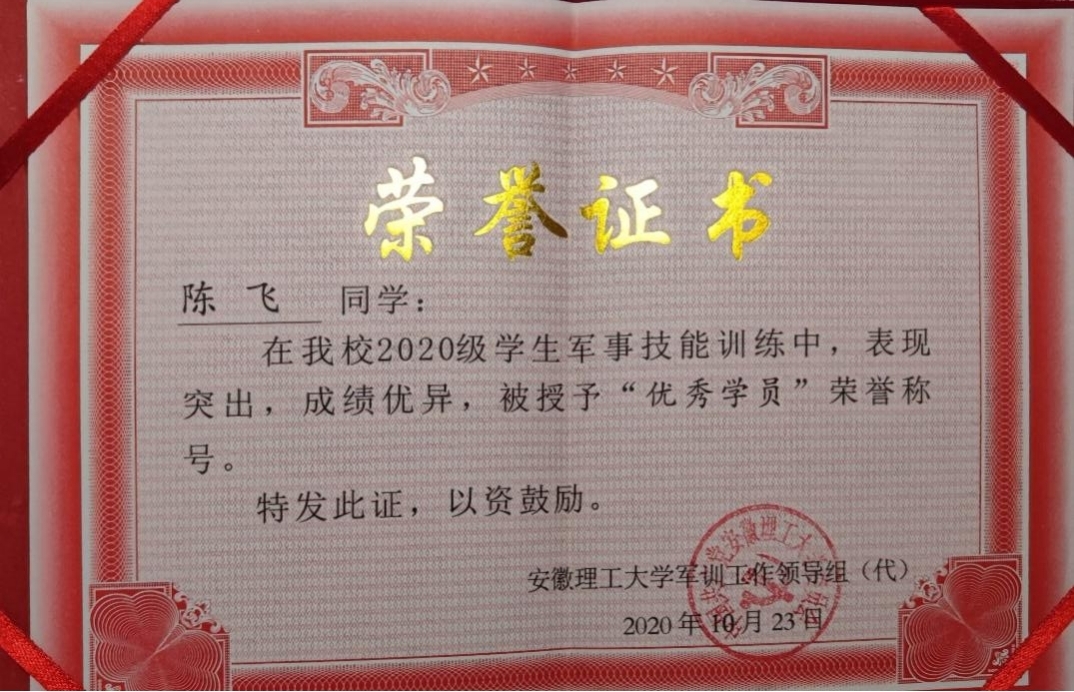 荣誉证书
陈飞 同学：
在我校2020级学生军事技能训练中，表现
突出，成绩优异，被授予“优秀学员”荣誉称
号。
特发此证，以资鼓励。
安徽理工大学军训工作领导组（代）
2020年10月23日